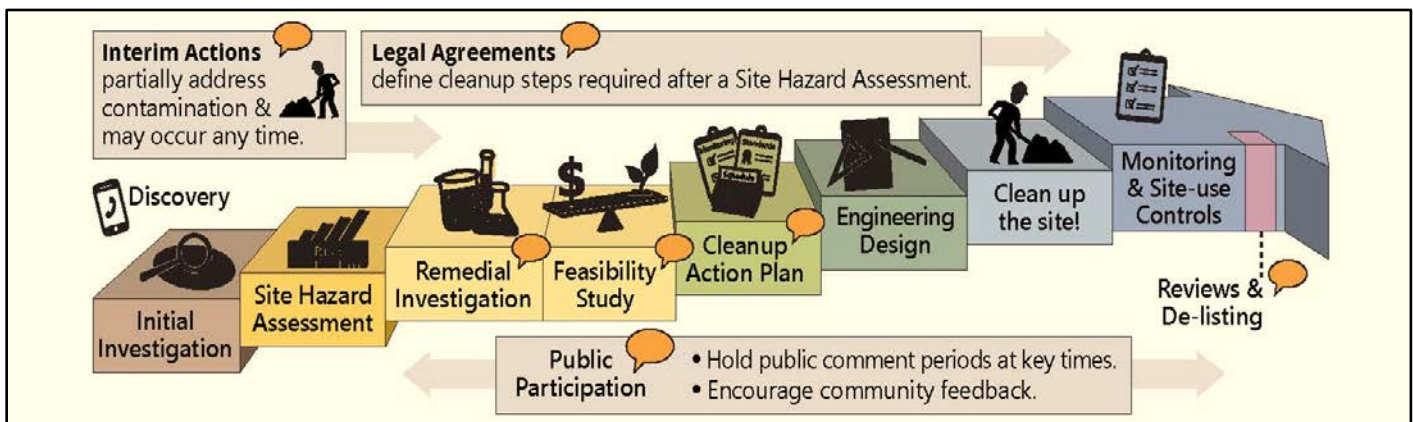 Interim Actions
partially address
contamination &
may occur any time.
Legal Agreements
define cleanup steps required after a Site Hazard Assessment.
Discovery
Initial
Investigation
Site Hazard
Assessment
Remedial
Investigation
$
Feasibility
Study
Monitoring
Standards
Schedule
Cleanup
Action Plan
Engineering
Design
Clean up
the site!
Monitoring
& Site-use
Controls
Reviews &
De-listing
Public
Participation
• Hold public comment periods at key times.
• Encourage community feedback.